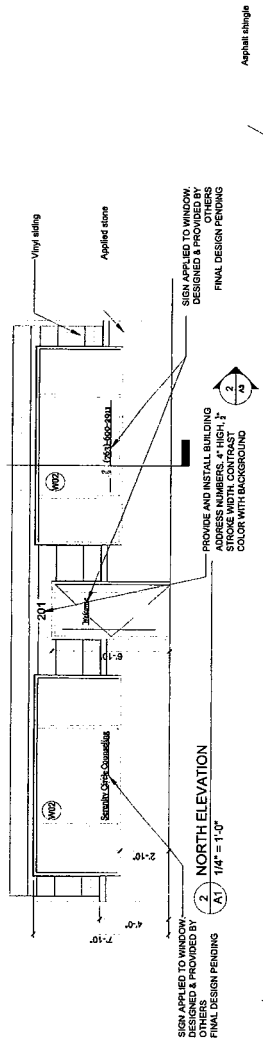 Asphalt shingle
Vinyl siding
Applied stone
SIGN APPLIED TO WINDOW.
DESIGNED & PROVIDED BY
OTHERS
FINAL DESIGN PENDING
W02
201
W02
Serenity Circle Counseling
6'-10"
2'-10"
4'-0"
7'-10"
PROVIDE AND INSTALL BUILDING
ADDRESS NUMBERS. 4" HIGH, ½"
STROKE WIDTH. CONTRAST
COLOR WITH BACKGROUND
2
A3
SIGN APPLIED TO WINDOW.
DESIGNED & PROVIDED BY
OTHERS
FINAL DESIGN PENDING
2
A1
NORTH ELEVATION
1/4" = 1'-0"